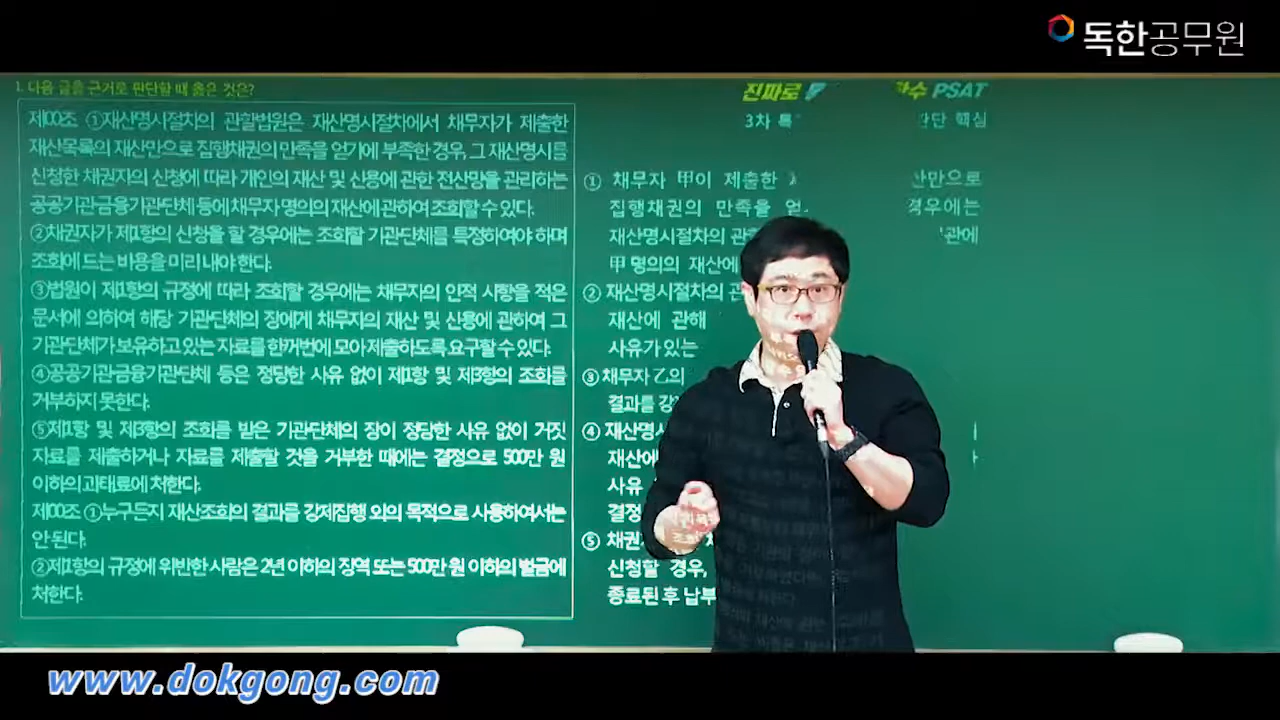 독한공무원
1. 다음 글을 근거로 판단할 때 옳은 것은?
제00조 ①재산명시절차의 관할법원은 재산명시절차에서 채무자가 제출한
재산목록의 재산만으로 집행채권의 만족을 얻기에 부족한 경우, 그 재산명시를
신청한 채권자의 신청에 따라 개인의 재산 및 신용에 관한 전산망을 관리하는
공공기관·금융기관·단체 등에 채무자 명의의 재산에 관하여 조회할 수 있다.
②채권자가 제1항의 신청을 할 경우에는 조회할 기관·단체를 특정하여야 하며
조회에 드는 비용을 미리 내야 한다.
③법원이 제1항의 규정에 따라 조회할 경우에는 채무자의 인적 사항을 적은
문서에 의하여 해당 기관·단체의 장에게 채무자의 재산 및 신용에 관하여 그
기관·단체가 보유하고 있는 자료를 한꺼번에 모아 제출하도록 요구할 수 있다.
④공공기관·금융기관·단체 등은 정당한 사유 없이 제1항 및 제3항의 조회를
거부하지 못한다.
⑤제1항 및 제3항의 조회를 받은 기관·단체의 장이 정당한 사유 없이 거짓
자료를 제출하거나 자료를 제출할 것을 거부한 때에는 결정으로 500만 원
이하의 과태료에 처한다.
제00조 ①누구든지 재산조회의 결과를 강제집행 외의 목적으로 사용하여서는
안 된다.
②제1항의 규정에 위반한 사람은 2년 이하의 징역 또는 500만 원 이하의 벌금에
처한다.
진파로 PSAT
3차 핵심
① 채무자 甲이 제출한 산만으로
집행채권의 만족을 경우에는
재산명시절차의
甲 명의의 재산에
② 재산명시절차의
재산에 관해
사유가 있는
③ 채무자 乙의
결과를
④
사유
결정
⑤
신청할 경우,
종료된 후 납부
www.dokgong.com